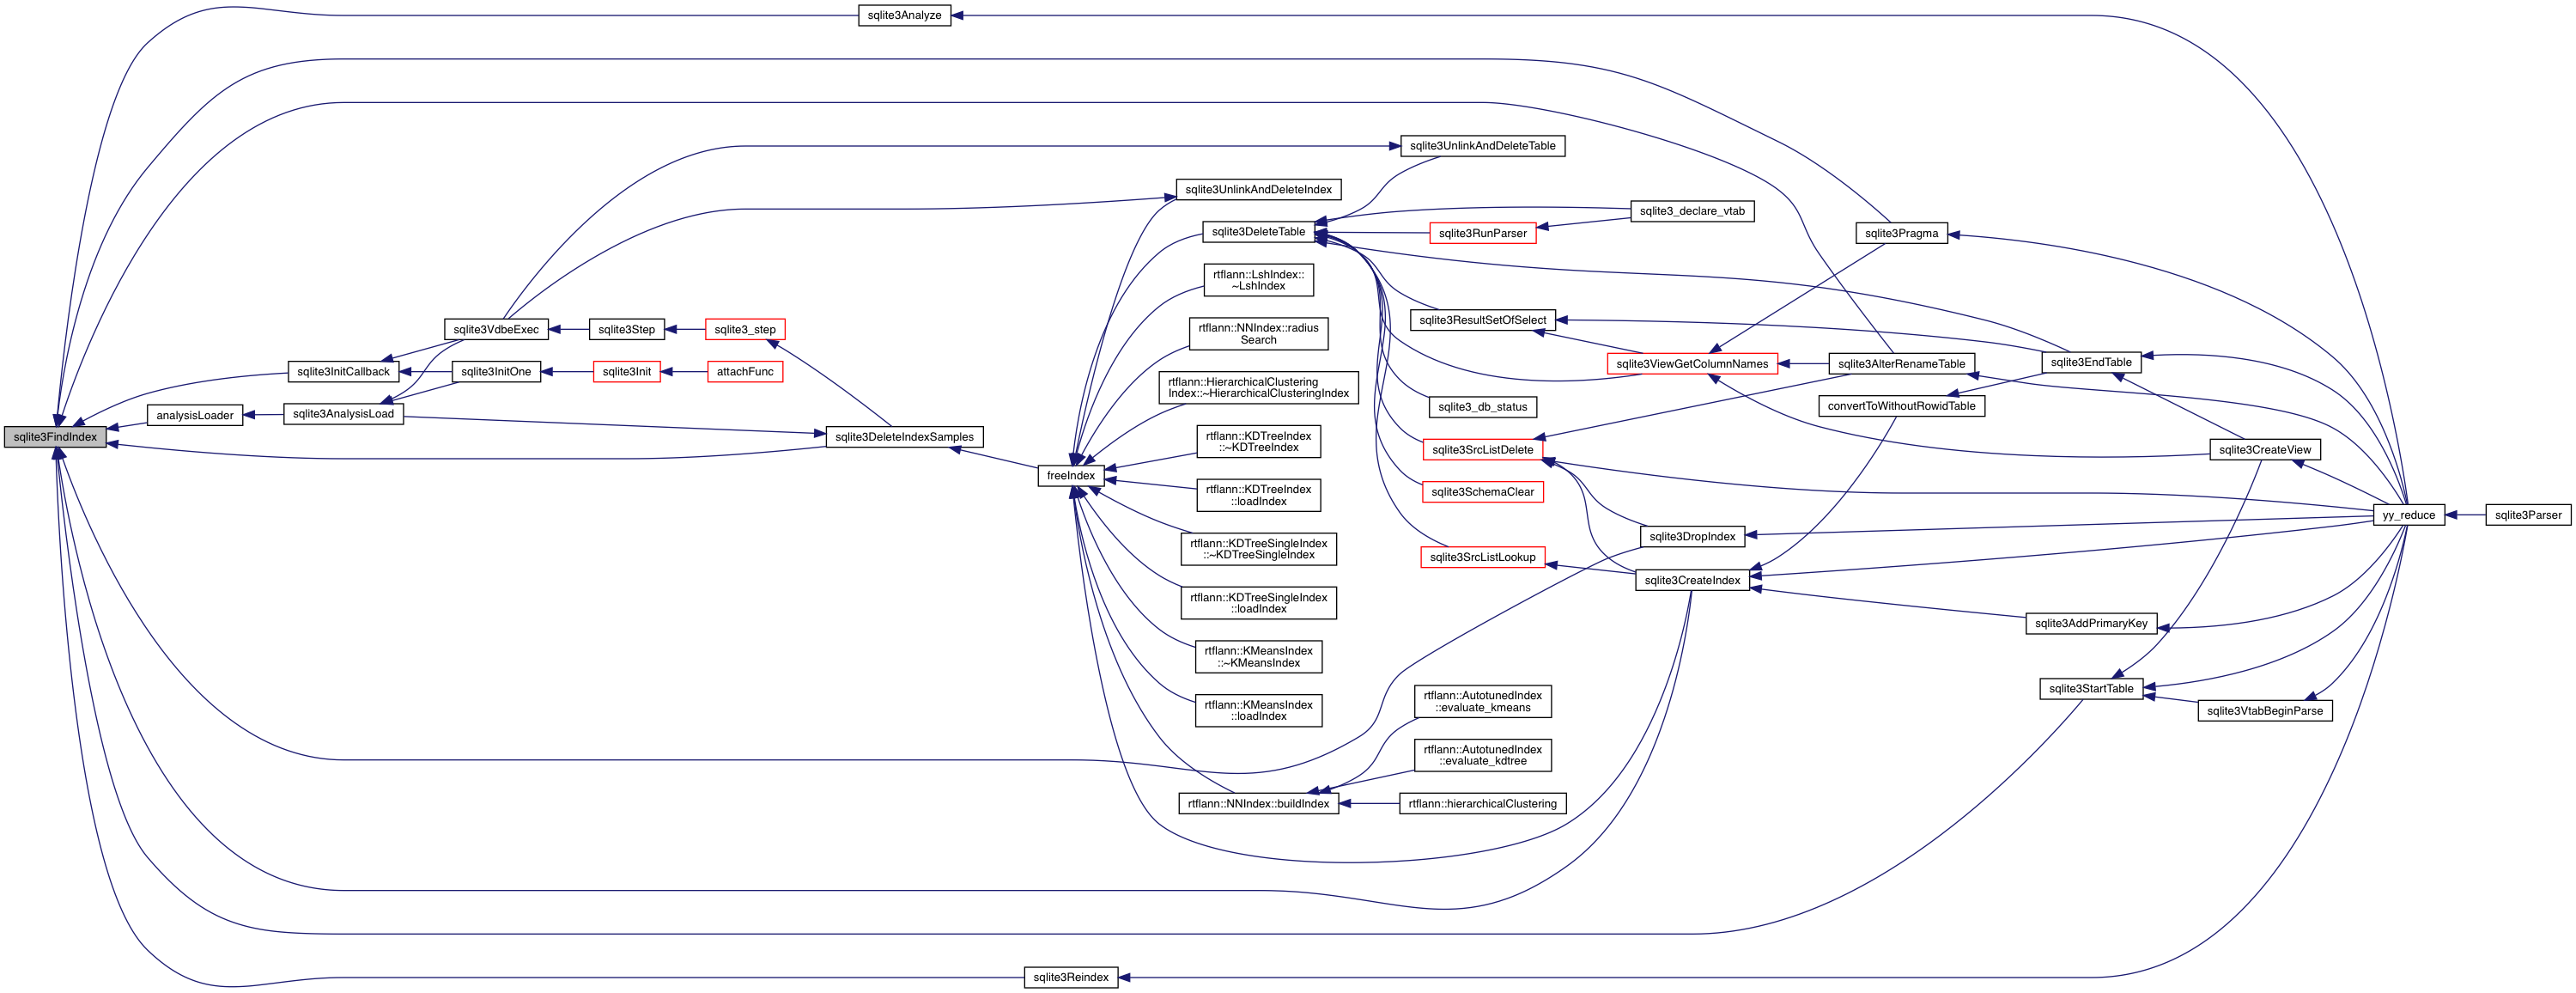 sqlite3FindIndex
sqlite3Analyze
sqlite3InitCallback
analysisLoader
sqlite3AnalysisLoad
sqlite3VdbeExec
sqlite3InitOne
sqlite3Step
sqlite3Init
sqlite3_step
attachFunc
sqlite3DeleteIndexSamples
sqlite3Reindex
freeIndex
sqlite3UnlinkAndDeleteIndex
sqlite3DeleteTable
rtflann::LshIndex::
~LshIndex
rtflann::NNIndex::radius
Search
rtflann::HierarchicalClustering
Index::~HierarchicalClusteringIndex
rtflann::KDTreeIndex
::~KDTreeIndex
rtflann::KDTreeIndex
::loadIndex
rtflann::KDTreeSingleIndex
::~KDTreeSingleIndex
rtflann::KDTreeSingleIndex
::loadIndex
rtflann::KMeansIndex
::~KMeansIndex
rtflann::KMeansIndex
::loadIndex
rtflann::NNIndex::buildIndex
sqlite3UnlinkAndDeleteTable
sqlite3RunParser
sqlite3ResultSetOfSelect
sqlite3_db_status
sqlite3SrcListDelete
sqlite3SchemaClear
sqlite3SrcListLookup
rtflann::AutotunedIndex
::evaluate_kmeans
rtflann::AutotunedIndex
::evaluate_kdtree
rtflann::hierarchicalClustering
sqlite3_declare_vtab
sqlite3ViewGetColumnNames
sqlite3DropIndex
sqlite3CreateIndex
sqlite3Pragma
sqlite3AlterRenameTable
convertToWithoutRowidTable
sqlite3EndTable
sqlite3AddPrimaryKey
sqlite3StartTable
sqlite3CreateView
sqlite3VtabBeginParse
yy_reduce
sqlite3Parser